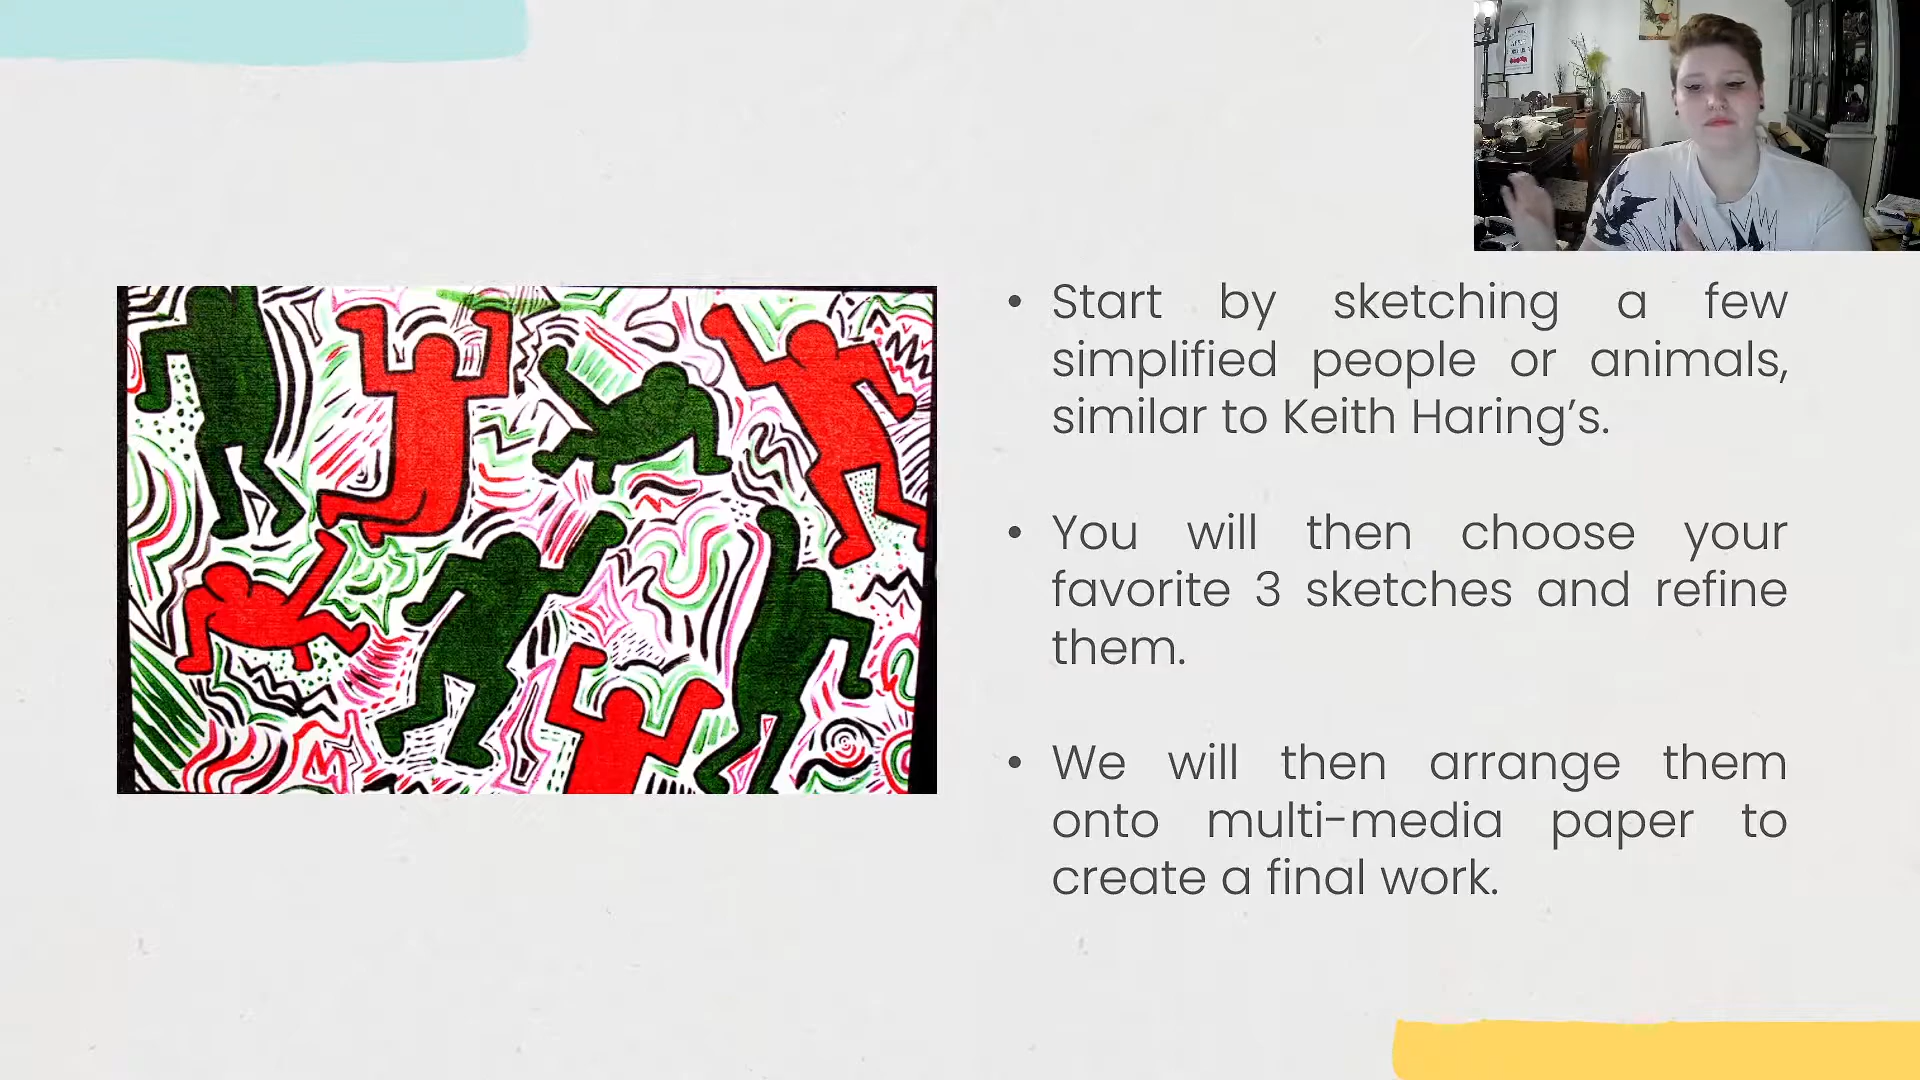 • Start by sketching a few
simplified people or animals,
similar to Keith Haring’s.
• You will then choose your
favorite 3 sketches and refine
them.
• We will then arrange them
onto multi-media paper to
create a final work.